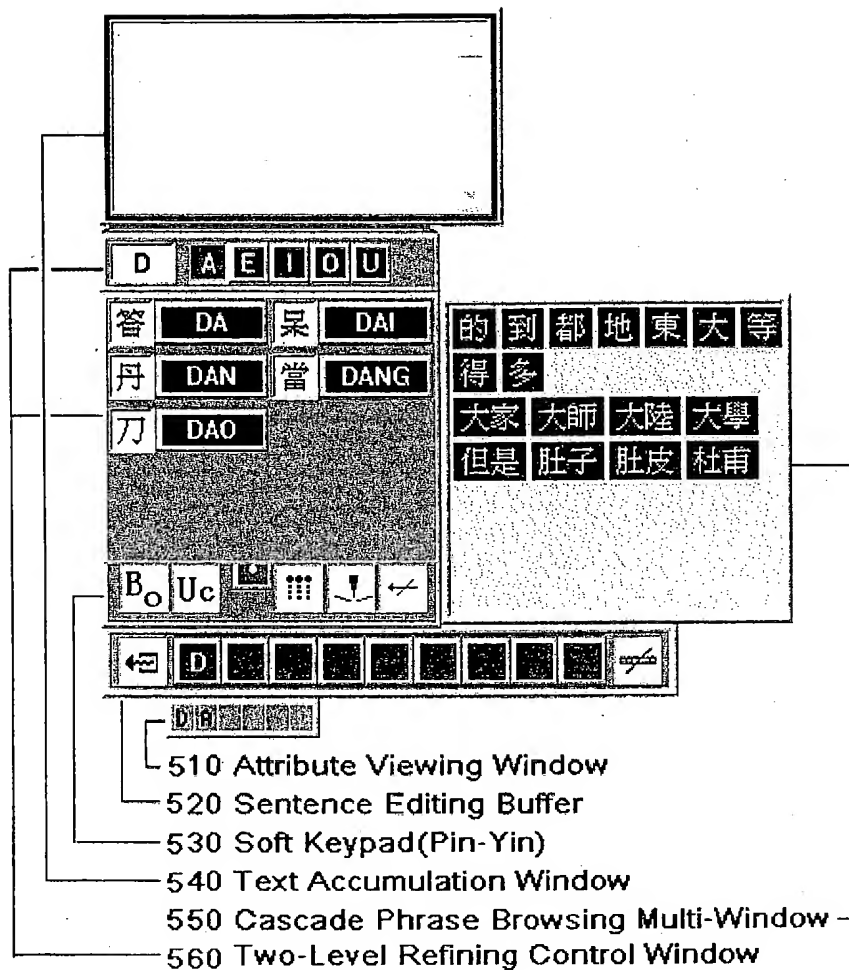 D A E I O U
答 DA 呆 DAI
丹 DAN 當 DANG
刀 DAO
的 到 都 地 東 大 等
得 多
大家 大師 大陸 大學
但是 肚子 肚皮 杜甫
Bo Uc
D
D A
510 Attribute Viewing Window
520 Sentence Editing Buffer
530 Soft Keypad(Pin-Yin)
540 Text Accumulation Window
550 Cascade Phrase Browsing Multi-Window
560 Two-Level Refining Control Window